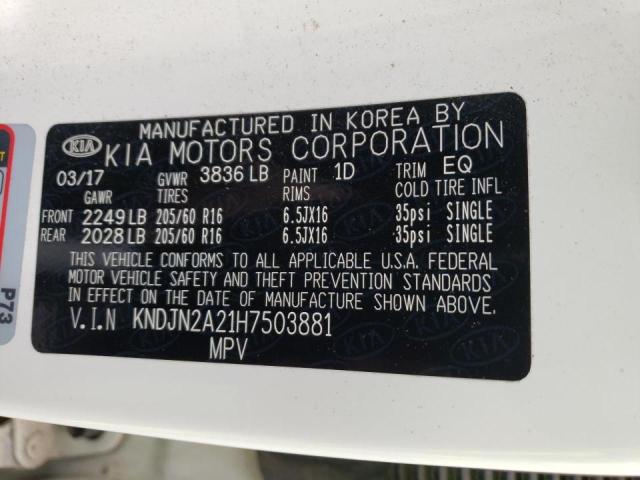 MANUFACTURED IN KOREA BY
KIA KIA MOTORS CORPORATION
03/17 GVWR 3836 LB PAINT 1D TRIM EQ
GAWR TIRES RIMS COLD TIRE INFL
FRONT 2249 LB 205/60 R16 6.5JX16 35psi SINGLE
REAR 2028 LB 205/60 R16 6.5JX16 35psi SINGLE
THIS VEHICLE CONFORMS TO ALL APPLICABLE U.S.A. FEDERAL
MOTOR VEHICLE SAFETY AND THEFT PREVENTION STANDARDS
IN EFFECT ON THE DATE OF MANUFACTURE SHOWN ABOVE.
V.I.N KNDJN2A21H7503881
MPV
P73